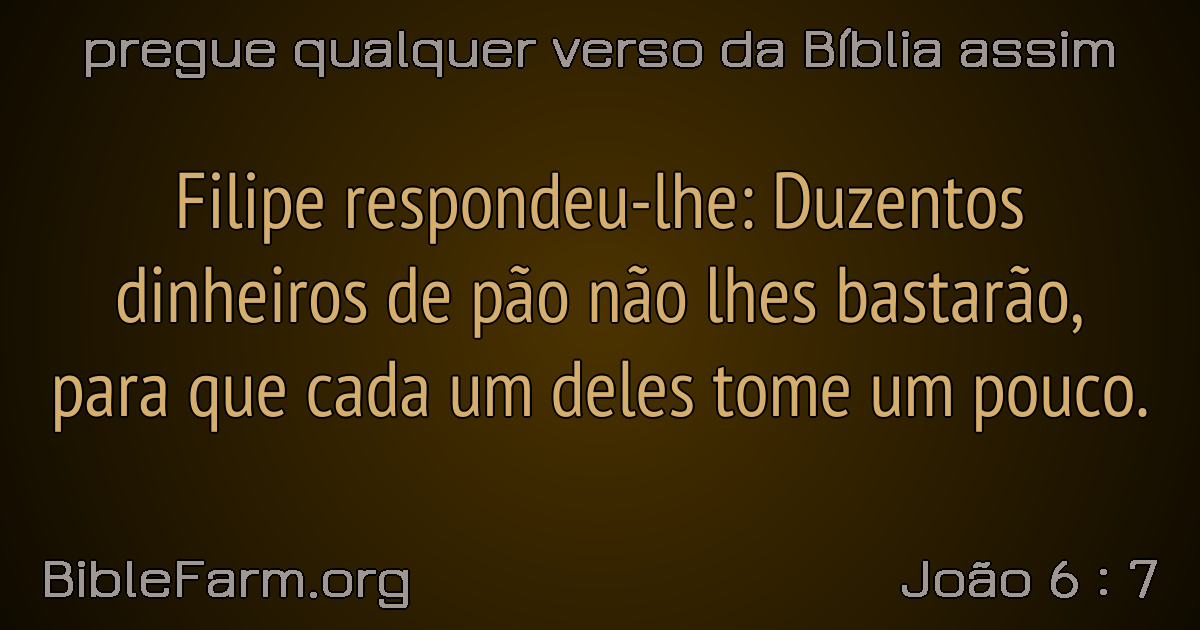 pregue qualquer verso da Bíblia assim
Filipe respondeu-lhe: Duzentos
dinheiros de pão não lhes bastarão,
para que cada um deles tome um pouco.
BibleFarm.org
João 6 : 7